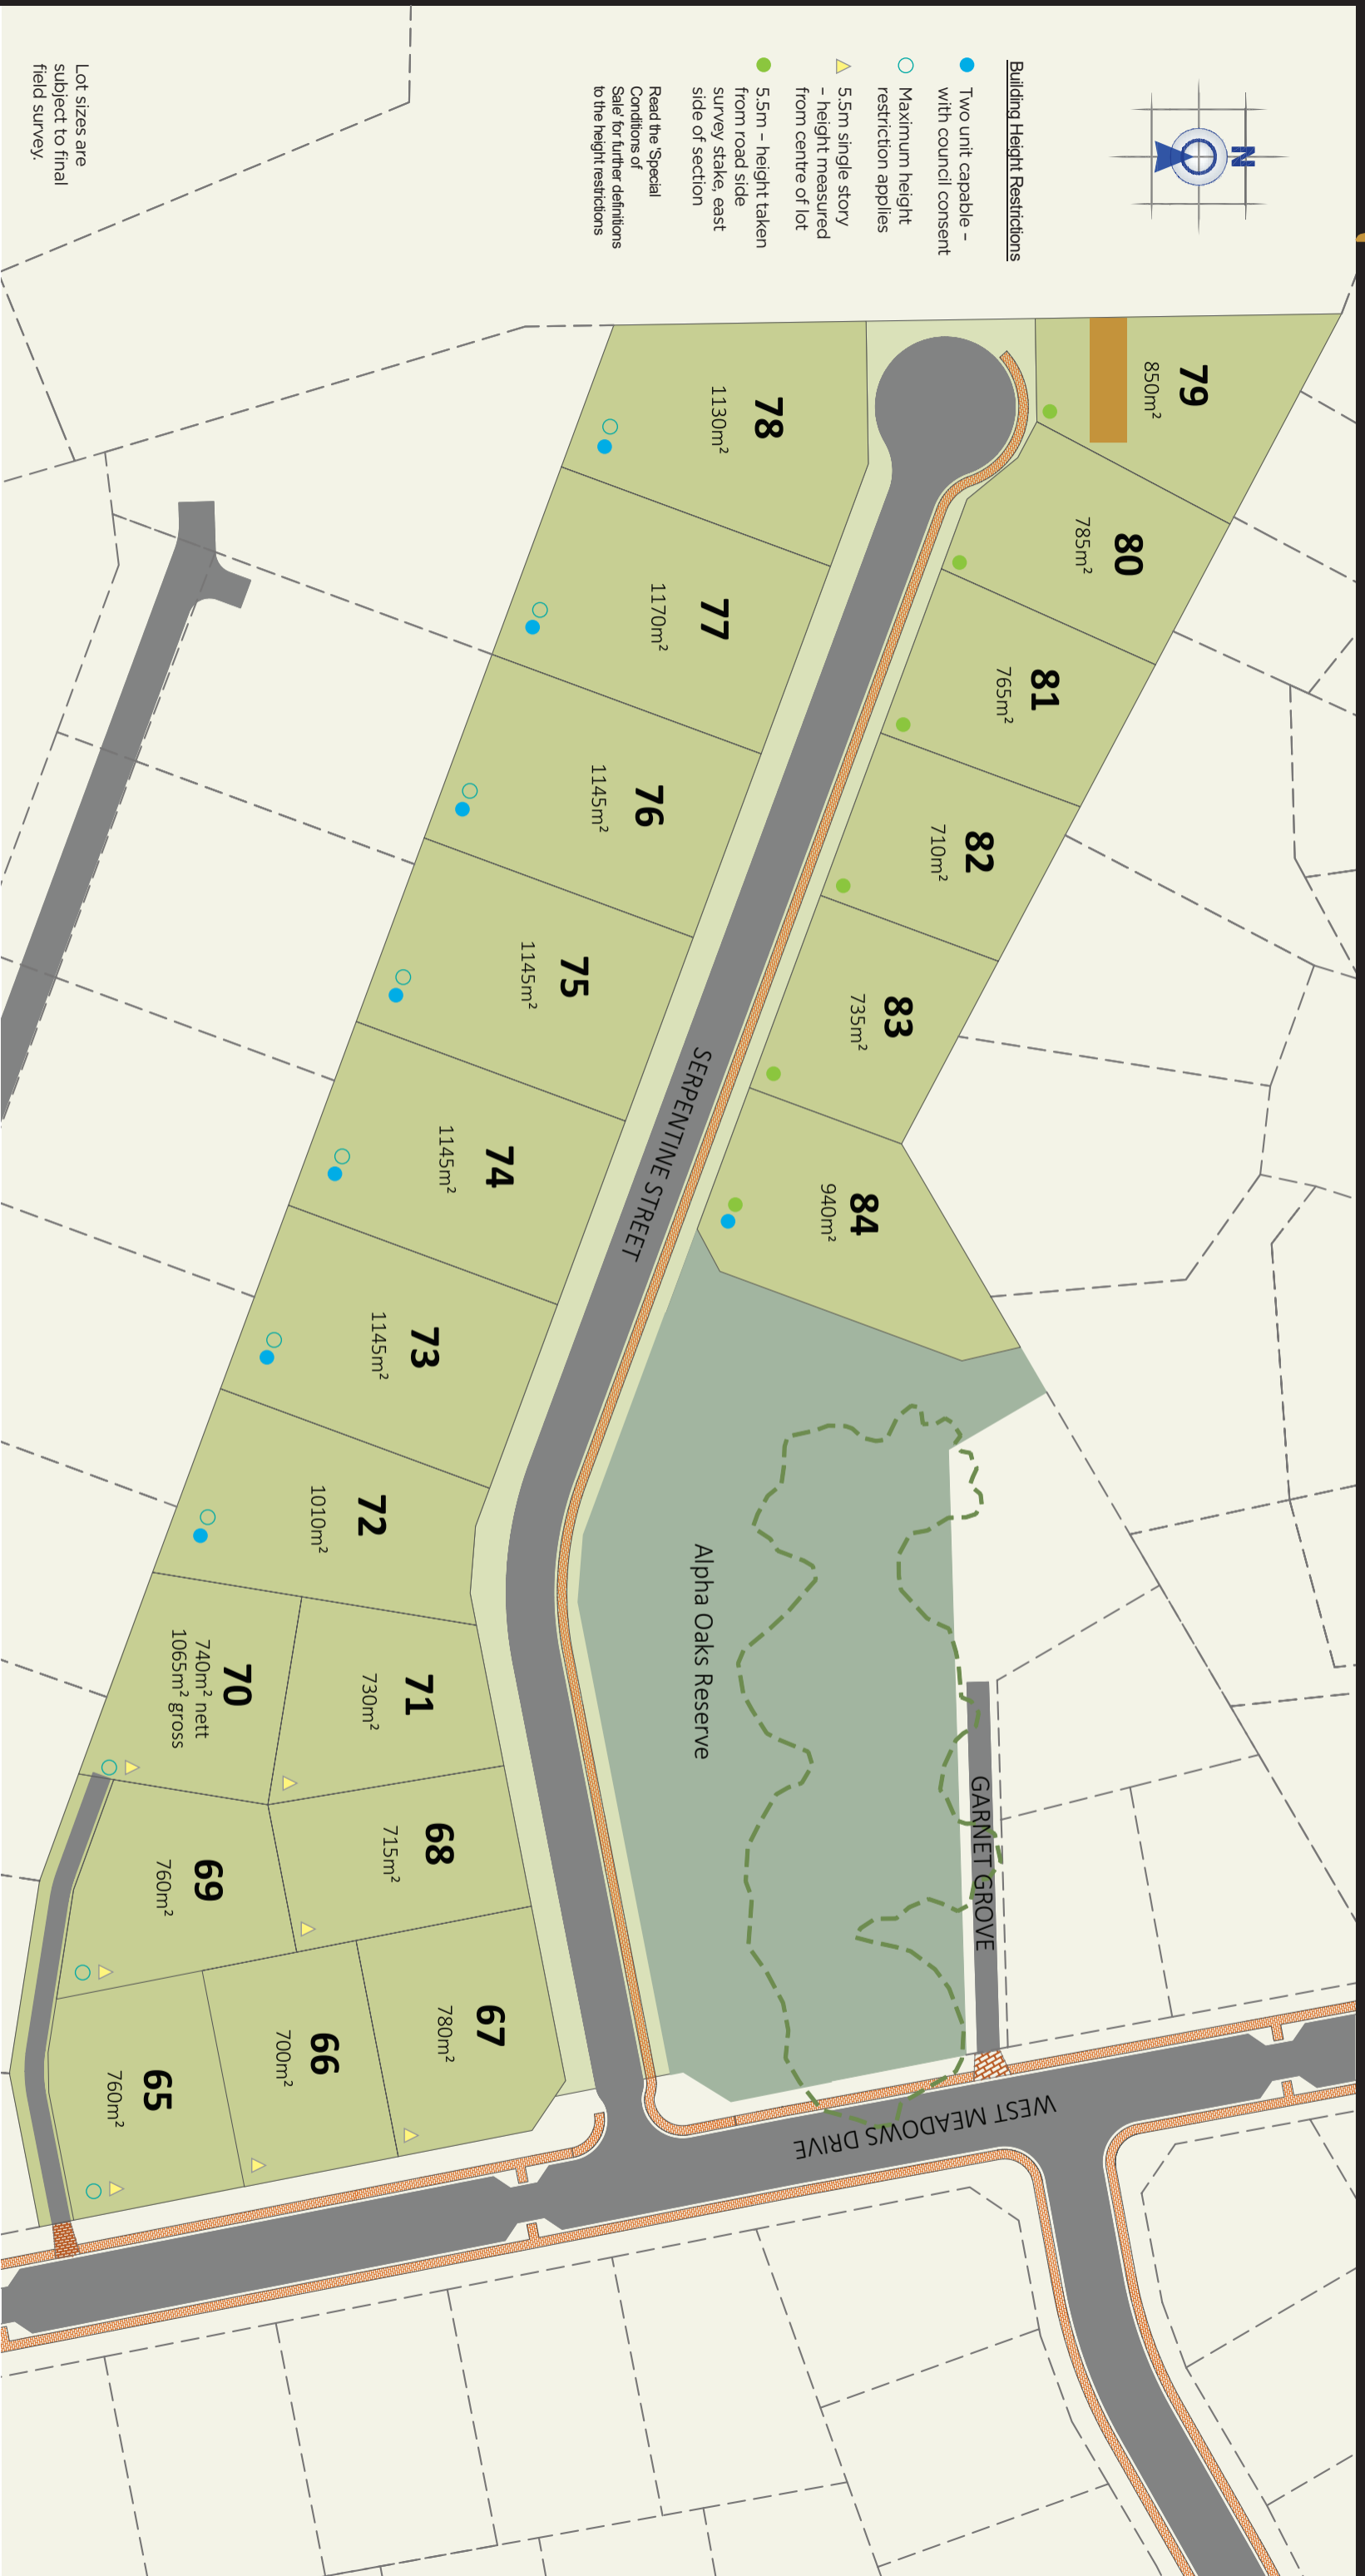 N
Building Height Restrictions
Two unit capable –
with council consent
Maximum height
restriction applies
5.5m single story
– height measured
from centre of lot
5.5m – height taken
from road side
survey stake, east
side of section
Read the 'Special
Conditions of
Sale' for further definitions
to the height restrictions
Lot sizes are
subject to final
field survey.
79
850m²
80
785m²
81
765m²
82
710m²
83
735m²
84
940m²
78
1130m²
77
1170m²
76
1145m²
75
1145m²
74
1145m²
73
1145m²
72
1010m²
71
730m²
70
740m² nett
1065m² gross
68
715m²
69
760m²
67
780m²
66
700m²
65
760m²
SERPENTINE STREET
Alpha Oaks Reserve
GARNET GROVE
WEST MEADOWS DRIVE